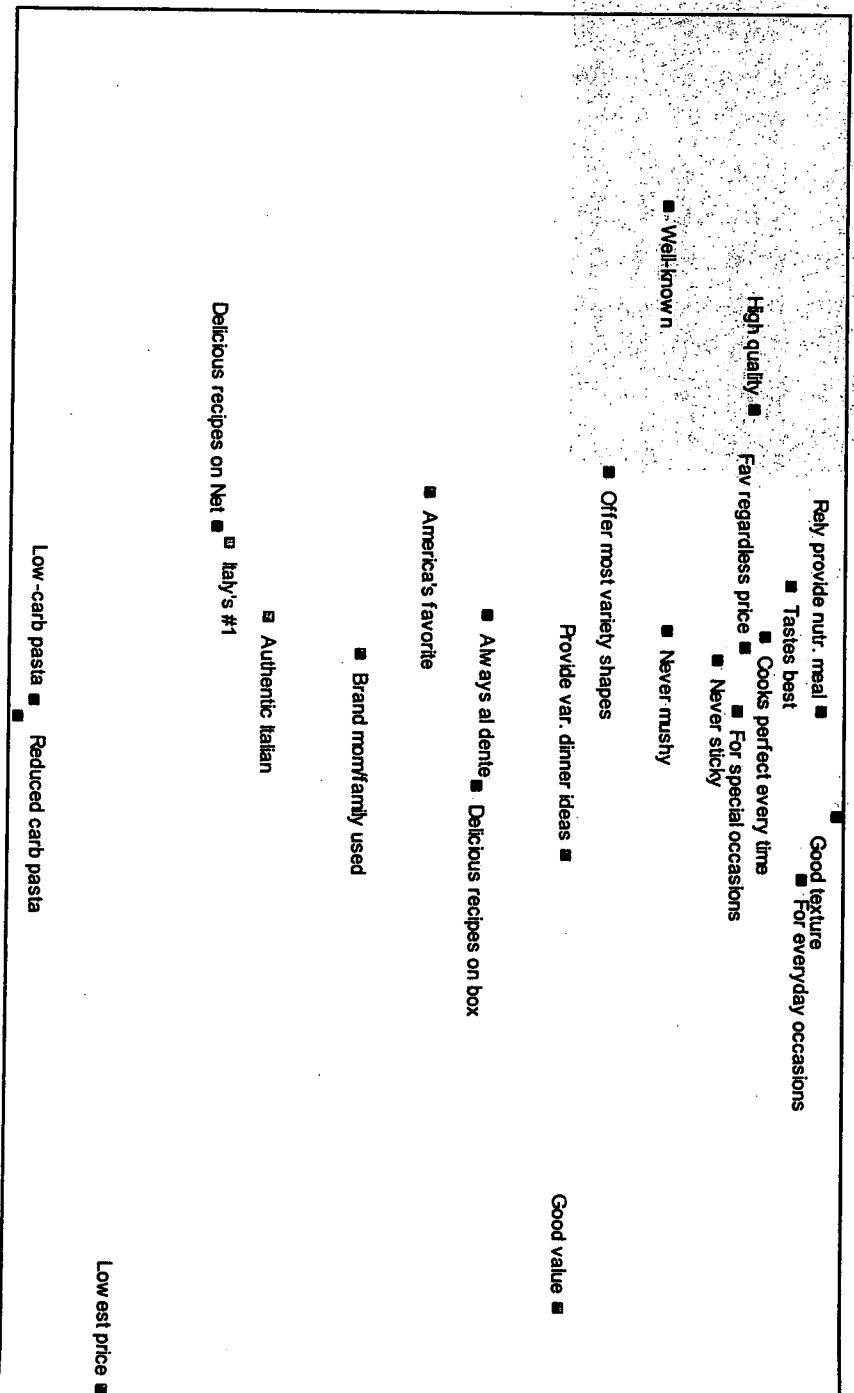 Rely provide nutr. meal
Good texture
For everyday occasions
Tastes best
Cooks perfect every time
High quality
Fav regardless price
For special occasions
Never sticky
Well-known
Never mushy
Offer most variety shapes
Provide var. dinner ideas
Good value
Always al dente
Delicious recipes on box
America's favorite
Brand mom/family used
Authentic Italian
Italy's #1
Delicious recipes on Net
Lowest price
Low-carb pasta
Reduced carb pasta